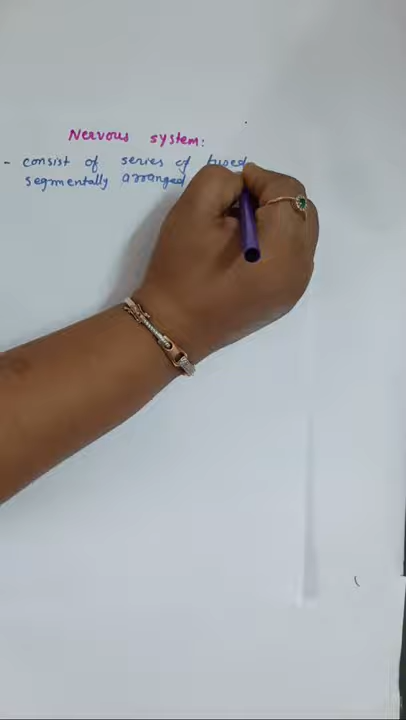 Nervous system:
- consist of series of fused
segmentally arranged